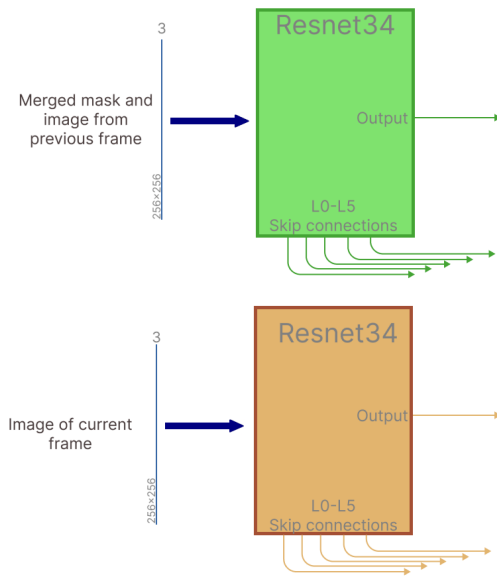 3
Resnet34
Merged mask and
image from
previous frame
Output
256×256
L0-L5
Skip connections
3
Resnet34
Image of current
frame
Output
256×256
L0-L5
Skip connections